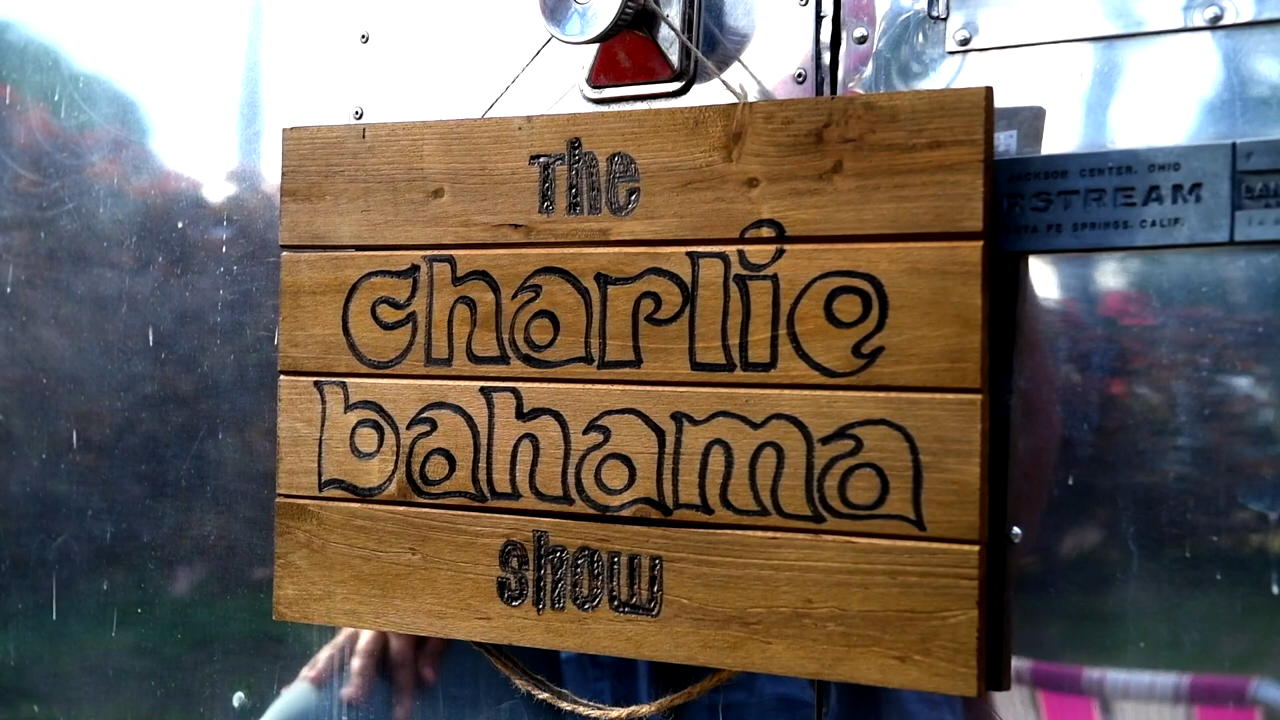 The
charlie
bahama
show
JACKSON CENTER, OHIO
RSTREAM
SANTA FE SPRINGS, CALIF.